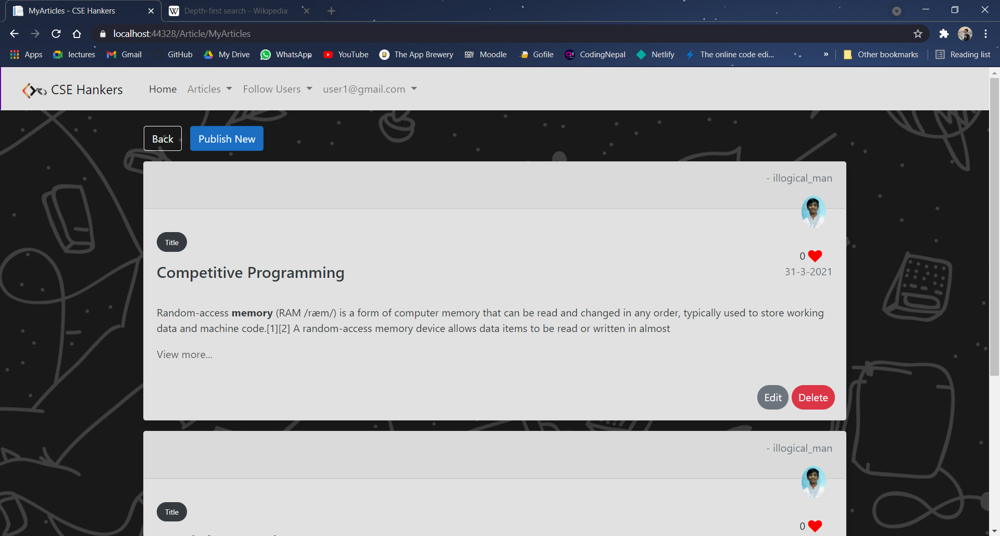 MyArticles - CSE Hankers
Depth-first search - Wikipedia
localhost:44328/Article/MyArticles
Apps lectures Gmail GitHub My Drive WhatsApp YouTube The App Brewery EGOV Moodle Gofile CodingNepal Netlify The online code edi... » Other bookmarks Reading list
CSE Hankers Home Articles Follow Users user1@gmail.com
Back Publish New
- illogical_man
Title
0
Competitive Programming
31-3-2021
Random-access memory (RAM /ræm/) is a form of computer memory that can be read and changed in any order, typically used to store working
data and machine code.[1][2] A random-access memory device allows data items to be read or written in almost
View more...
Edit Delete
- illogical_man
Title
0